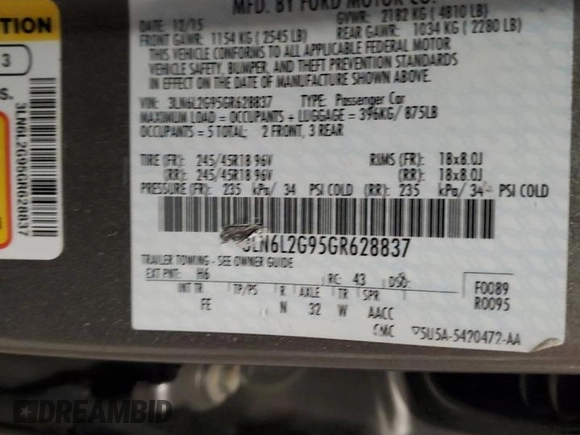 MFD. BY FORD MOTOR CO.
DATE: 12/15 GVWR: 2182 KG (4810 LB)
FRONT GAWR: 1154 KG (2545 LB) REAR GAWR: 1034 KG (2280 LB)
THIS VEHICLE CONFORMS TO ALL APPLICABLE FEDERAL MOTOR
VEHICLE SAFETY, BUMPER, AND THEFT PREVENTION STANDARDS
IN EFFECT ON THE DATE OF MANUFACTURE SHOWN ABOVE.
VIN: 3LN6L2G95GR628837 TYPE: Passenger Car
MAXIMUM LOAD = OCCUPANTS + LUGGAGE = 396KG/ 875LB
OCCUPANTS = 5 TOTAL; 2 FRONT, 3 REAR
TIRE (FR): 245/45R18 96V RIMS (FR): 18x8.0J
(RR): 245/45R18 96V (RR): 18x8.0J
PRESSURE (FR): 235 kPa/ 34 PSI COLD (RR): 235 kPa/ 34 PSI COLD
3LN6L2G95GR628837
TRAILER TOWING - SEE OWNER GUIDE
EXT PNT: H6 RC: 43 DSO:
INT TR TP/PS R AXLE TR SPR
FE N 32 W AACC
F0089
R0095
5U5A-5420472-AA
TION
3
S.
3LN6L2G95GR628837
DREAMBID